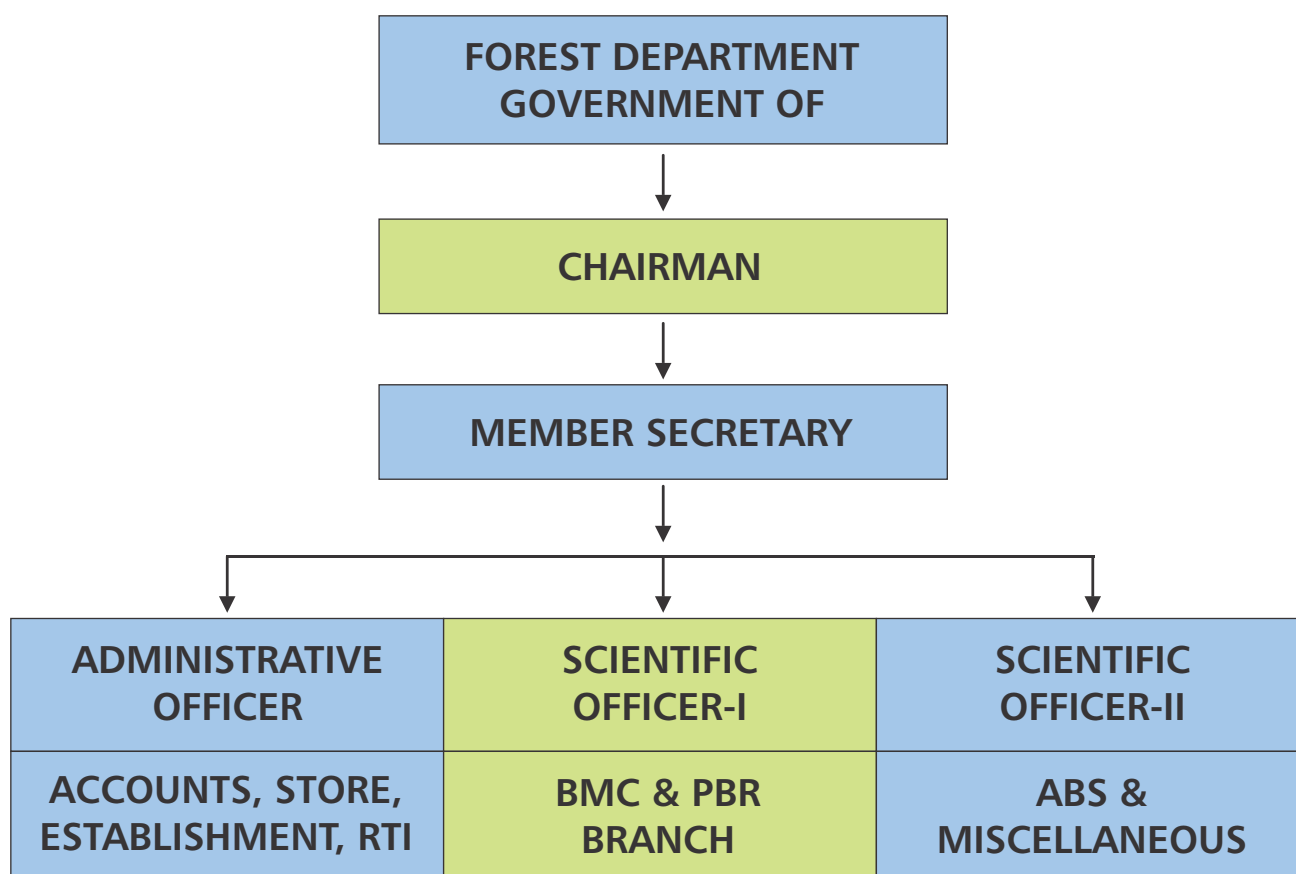 FOREST DEPARTMENT
GOVERNMENT OF
CHAIRMAN
MEMBER SECRETARY
ADMINISTRATIVE
OFFICER
SCIENTIFIC
OFFICER-I
SCIENTIFIC
OFFICER-II
ACCOUNTS, STORE,
ESTABLISHMENT, RTI
BMC & PBR
BRANCH
ABS &
MISCELLANEOUS